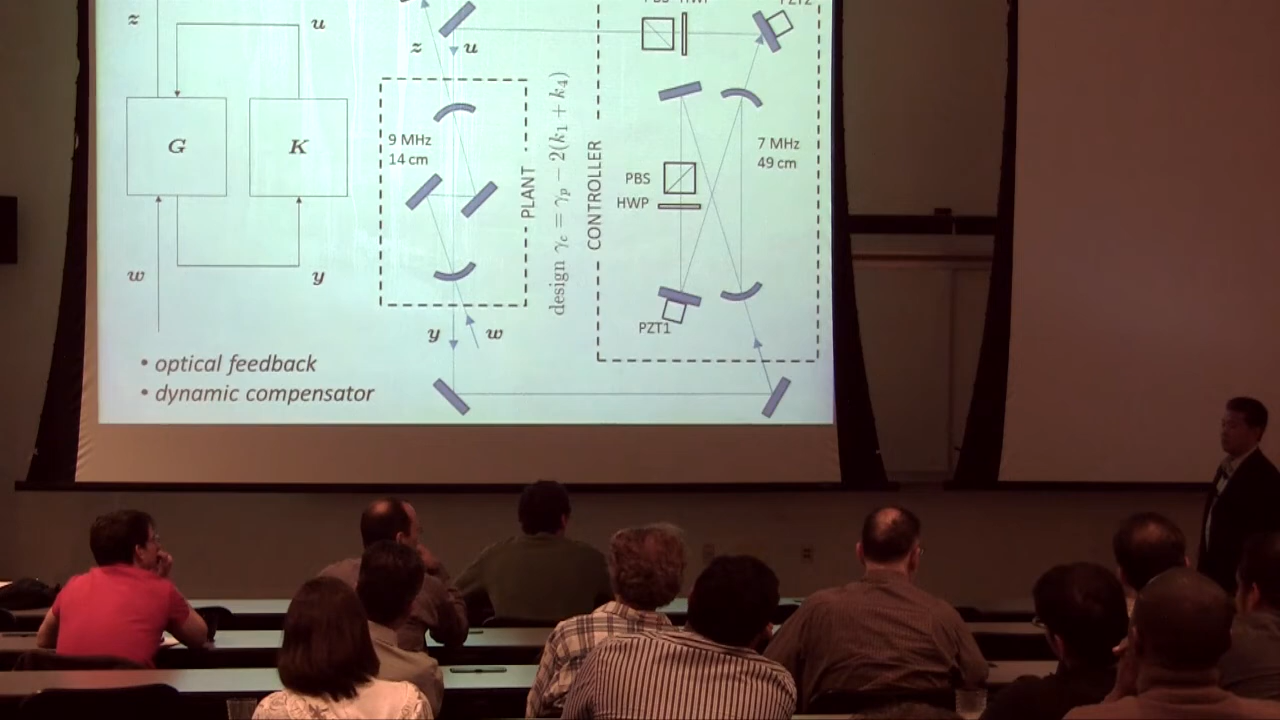 z
u
G
K
w
y
• optical feedback
• dynamic compensator
z
u
9 MHz
14 cm
PLANT
y
w
design γc = γp − 2(k1 + k4)
CONTROLLER
7 MHz
49 cm
PBS
HWP
PZT1